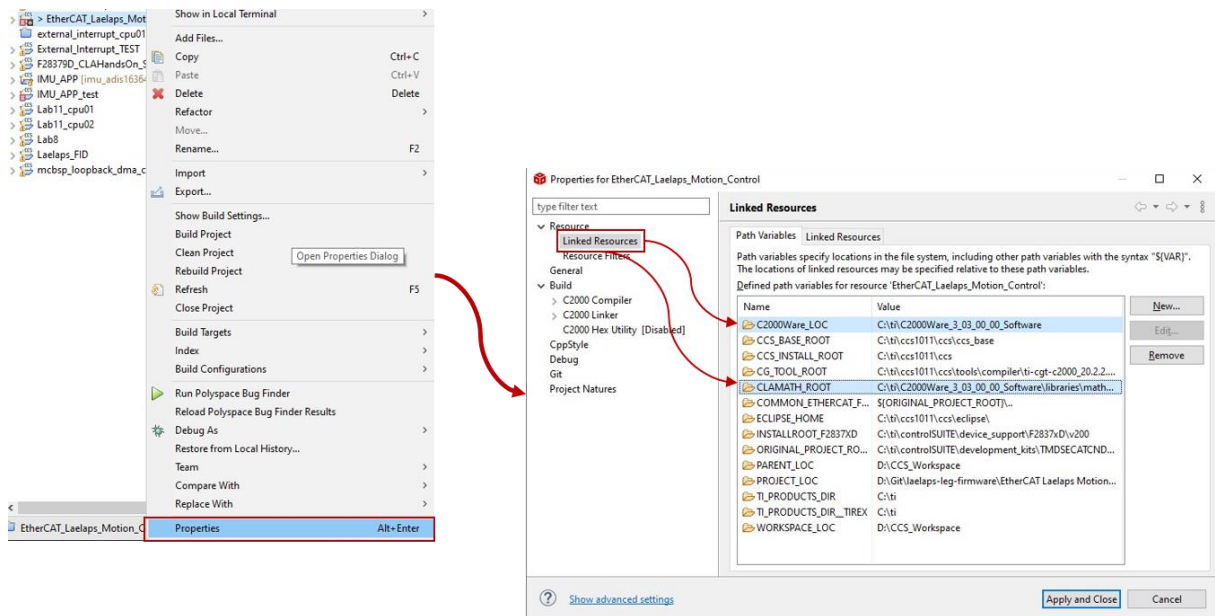 > EtherCAT_Laelaps_Mot
external_interrupt_cpu01
External_Interrupt_TEST
F28379D_CLAHandsOn_S
IMU_APP [imu_adis1636
IMU_APP_test
Lab11_cpu01
Lab11_cpu02
Lab8
Laelaps_FID
mcbsp_loopback_dma_c
EtherCAT_Laelaps_Motion_C
Show in Local Terminal
Add Files...
Copy Ctrl+C
Paste Ctrl+V
Delete Delete
Refactor
Move...
Rename... F2
Import
Export...
Show Build Settings...
Build Project
Clean Project
Open Properties Dialog
Rebuild Project
Refresh F5
Close Project
Build Targets
Index
Build Configurations
Run Polyspace Bug Finder
Reload Polyspace Bug Finder Results
Debug As
Restore from Local History...
Team
Compare With
Replace With
Properties Alt+Enter
Properties for EtherCAT_Laelaps_Motion_Control
type filter text
Resource
Linked Resources
Resource Filters
General
Build
C2000 Compiler
C2000 Linker
C2000 Hex Utility [Disabled]
CppStyle
Debug
Git
Project Natures
Linked Resources
Path Variables Linked Resources
Path variables specify locations in the file system, including other path variables with the syntax "${VAR}".
The locations of linked resources may be specified relative to these path variables.
Defined path variables for resource 'EtherCAT_Laelaps_Motion_Control':
Name Value
C2000Ware_LOC C:\ti\C2000Ware_3_03_00_00_Software
CCS_BASE_ROOT C:\ti\ccs1011\ccs\ccs_base
CCS_INSTALL_ROOT C:\ti\ccs1011\ccs
CG_TOOL_ROOT C:\ti\ccs1011\ccs\tools\compiler\ti-cgt-c2000_20.2.2....
CLAMATH_ROOT C:\ti\C2000Ware_3_03_00_00_Software\libraries\math...
COMMON_ETHERCAT_F... ${ORIGINAL_PROJECT_ROOT}\..
ECLIPSE_HOME C:\ti\ccs1011\ccs\eclipse\
INSTALLROOT_F2837XD C:\ti\controlSUITE\device_support\F2837xD\v200
ORIGINAL_PROJECT_RO... C:\ti\controlSUITE\development_kits\TMDSECATCND...
PARENT_LOC D:\CCS_Workspace
PROJECT_LOC D:\Git\laelaps-leg-firmware\EtherCAT Laelaps Motion...
TI_PRODUCTS_DIR C:\ti
TI_PRODUCTS_DIR__TIREX C:\ti
WORKSPACE_LOC D:\CCS_Workspace
New...
Edit...
Remove
Show advanced settings
Apply and Close
Cancel